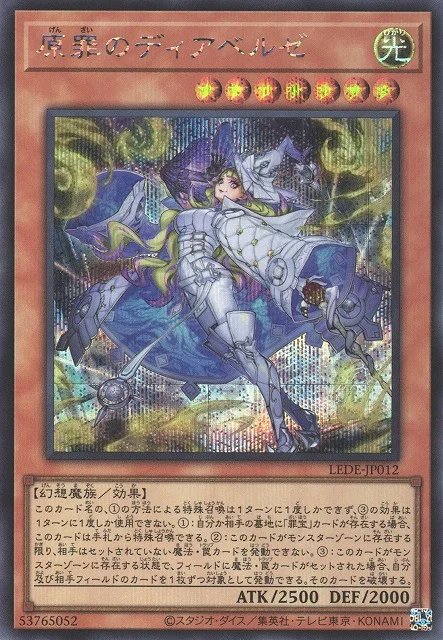 原罪のディアベルゼ
光
LEDE-JP012
【幻想魔族／効果】
このカード名の、①の方法による特殊召喚は1ターンに1度しかできず、③の効果は
1ターンに1度しか使用できない。①：自分か相手の墓地に「罪宝」カードが存在する場合、
このカードは手札から特殊召喚できる。②：このカードがモンスターゾーンに存在する
限り、相手はセットされていない魔法・罠カードを発動できない。③：このカードがモン
スターゾーンに存在する状態で、フィールドに魔法・罠カードがセットされた場合、自分
及び相手フィールドのカードを1枚ずつ対象として発動できる。そのカードを破壊する。
ATK/2500 DEF/2000
53765052
©スタジオ・ダイス／集英社・テレビ東京・KONAMI